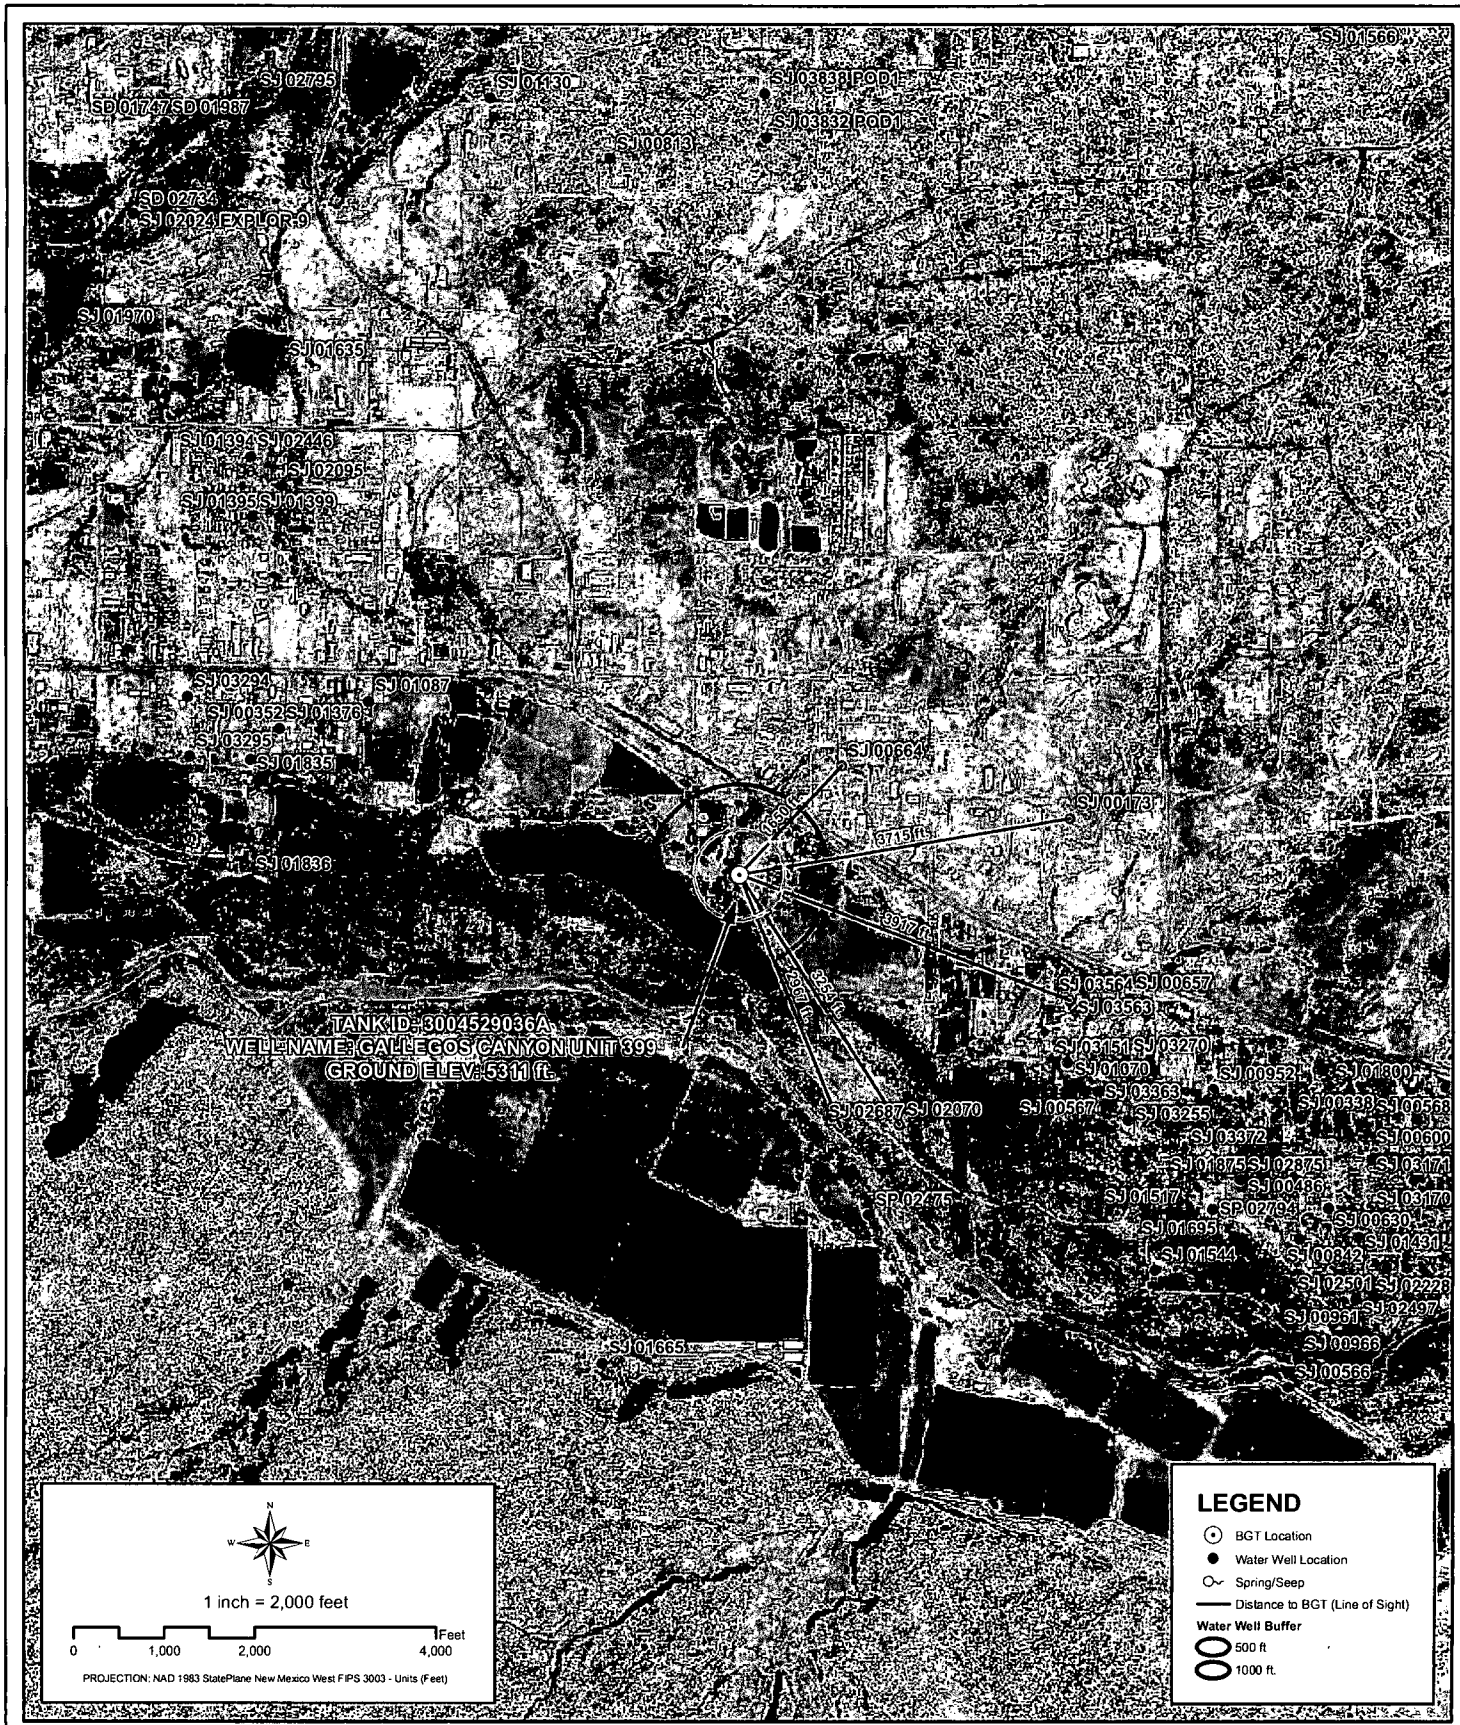 SJ 01566
SJ 02795
SJ 01130
SJ 03838 POD1
SD 01747 SD 01987
SJ 03832 POD1
SJ 00813
SD 02734
SJ 02024 EXPLOR-9
SJ 01970
SJ 01635
SJ 01394 SJ 02446
SJ 02095
SJ 01395 SJ 01399
SJ 03294
SJ 01087
SJ 00352 SJ 01376
SJ 03295
SJ 01835
SJ 00664
SJ 00173
3715 ft.
SJ 01836
3917 ft.
SJ 03564 SJ 00657
SJ 03563
TANK ID: 3004529036A
WELL NAME: GALLEGOS CANYON UNIT 399
GROUND ELEV: 5311 ft.
SJ 03151 SJ 03270
SJ 01070
SJ 00952
SJ 01800
SJ 03363
SJ 02687
SJ 02070
SJ 00567
SJ 03255
SJ 00338 SJ 00568
SJ 03372
SJ 00600
SJ 01875 SJ 02875
SJ 03171
SJ 00486
SP 02475
SJ 01517
SP 02794
SJ 03170
SJ 01695
SJ 00630
SJ 01431
SJ 01544
SJ 00842
SJ 02501 SJ 02228
SJ 02497
SJ 00961
SJ 00986
SJ 01665
SJ 00566
N
W
E
S
1 inch = 2,000 feet
Feet
0 1,000 2,000 4,000
PROJECTION: NAD 1983 StatePlane New Mexico West FIPS 3003 - Units (Feet)
LEGEND
BGT Location
Water Well Location
Spring/Seep
Distance to BGT (Line of Sight)
Water Well Buffer
500 ft
1000 ft.